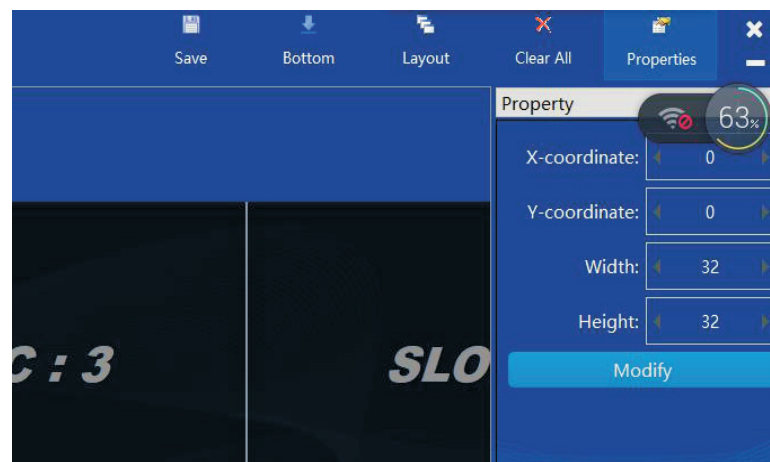 Save Bottom Layout Clear All Properties
Property
63%
X-coordinate: 0
Y-coordinate: 0
Width: 32
Height: 32
Modify
C : 3
SLO